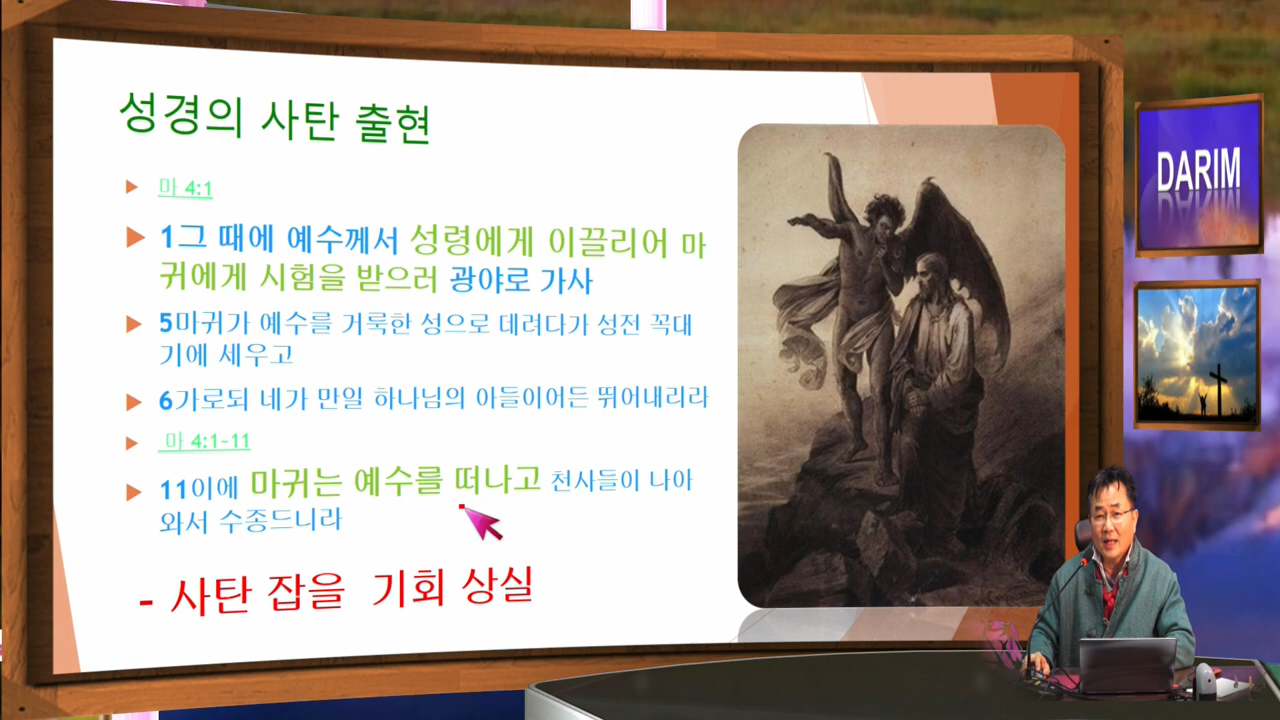 성경의 사탄 출현
마 4:1
1그 때에 예수께서 성령에게 이끌리어 마
귀에게 시험을 받으러 광야로 가사
5마귀가 예수를 거룩한 성으로 데려다가 성전 꼭대
기에 세우고
6가로되 네가 만일 하나님의 아들이어든 뛰어내리라
마 4:1-11
11이에 마귀는 예수를 떠나고 천사들이 나아
와서 수종드니라
- 사탄 잡을 기회 상실
DARIM